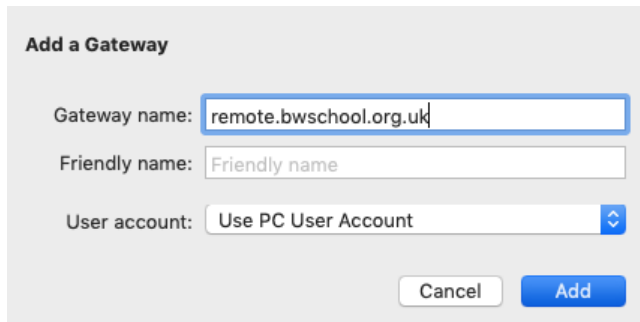 Add a Gateway
Gateway name: remote.bwschool.org.uk
Friendly name: Friendly name
User account: Use PC User Account
Cancel Add